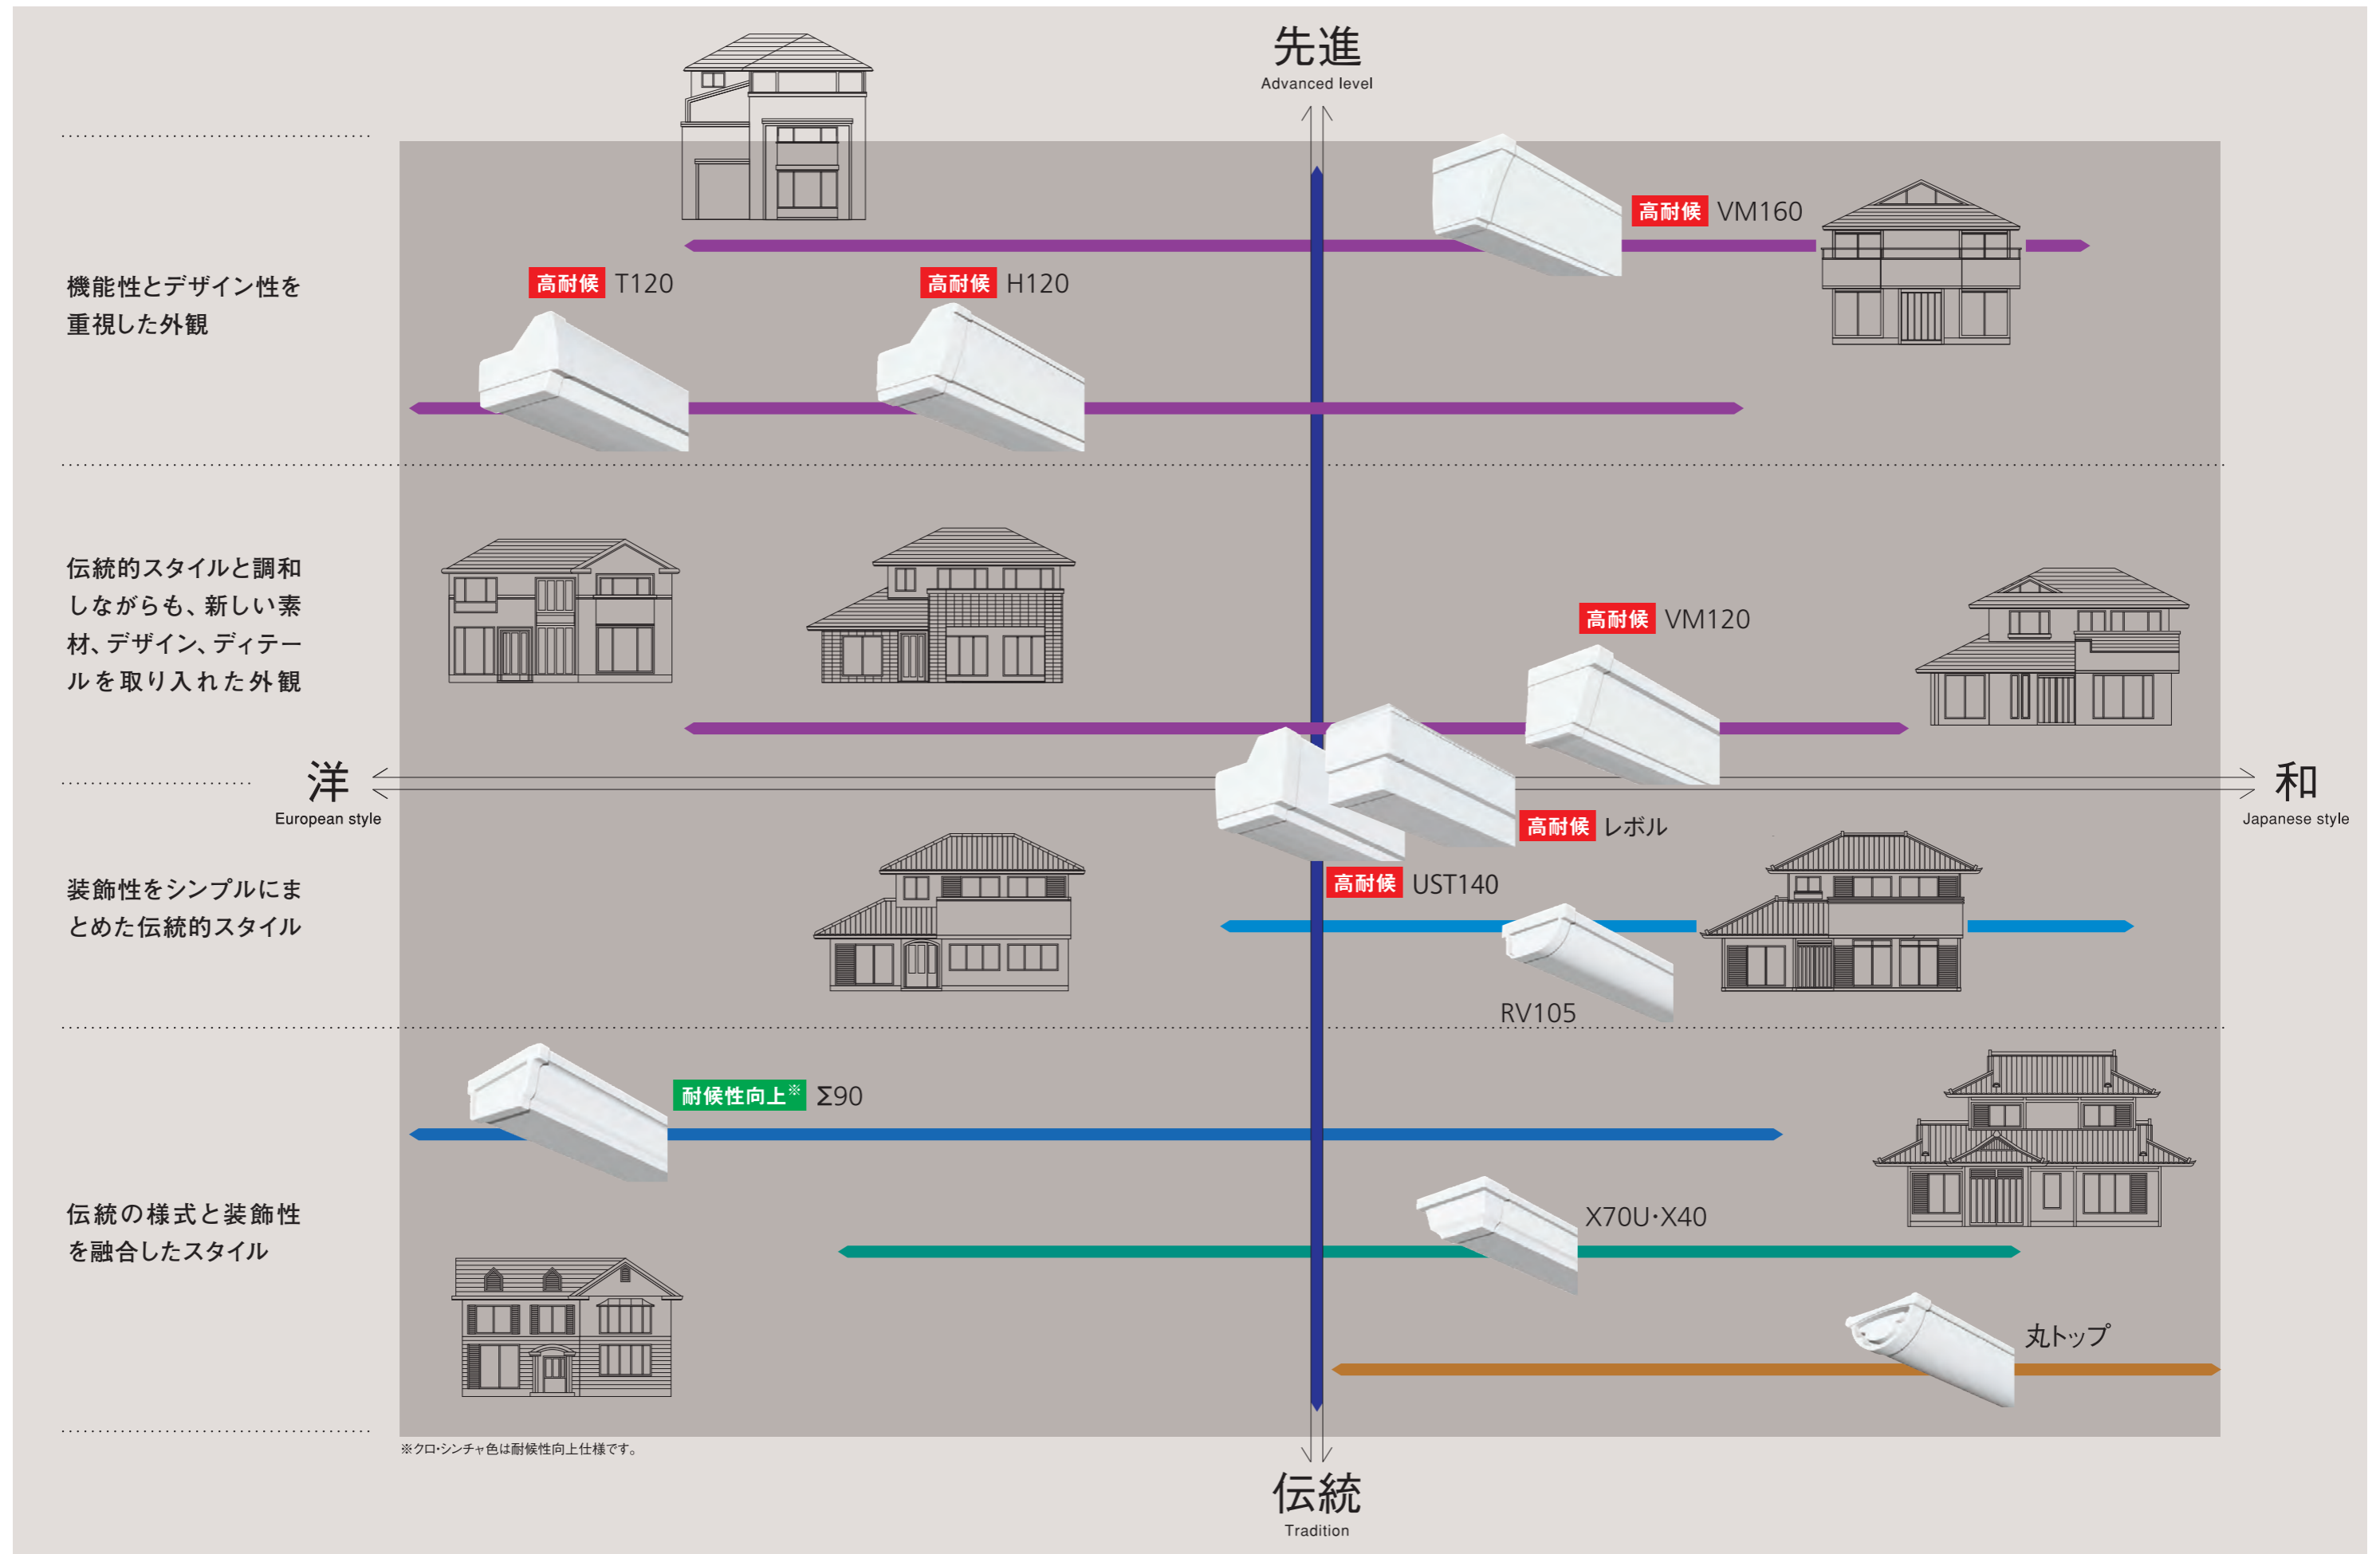 先進
Advanced level
高耐候 VM160
機能性とデザイン性を
重視した外観
高耐候 T120
高耐候 H120
伝統的スタイルと調和
しながらも、新しい素
材、デザイン、ディテー
ルを取り入れた外観
高耐候 VM120
洋
European style
和
Japanese style
高耐候 レボル
高耐候 UST140
装飾性をシンプルにま
とめた伝統的スタイル
RV105
耐候性向上※ Σ90
伝統の様式と装飾性
を融合したスタイル
X70U・X40
丸トップ
※クロ・シンチャ色は耐候性向上仕様です。
伝統
Tradition